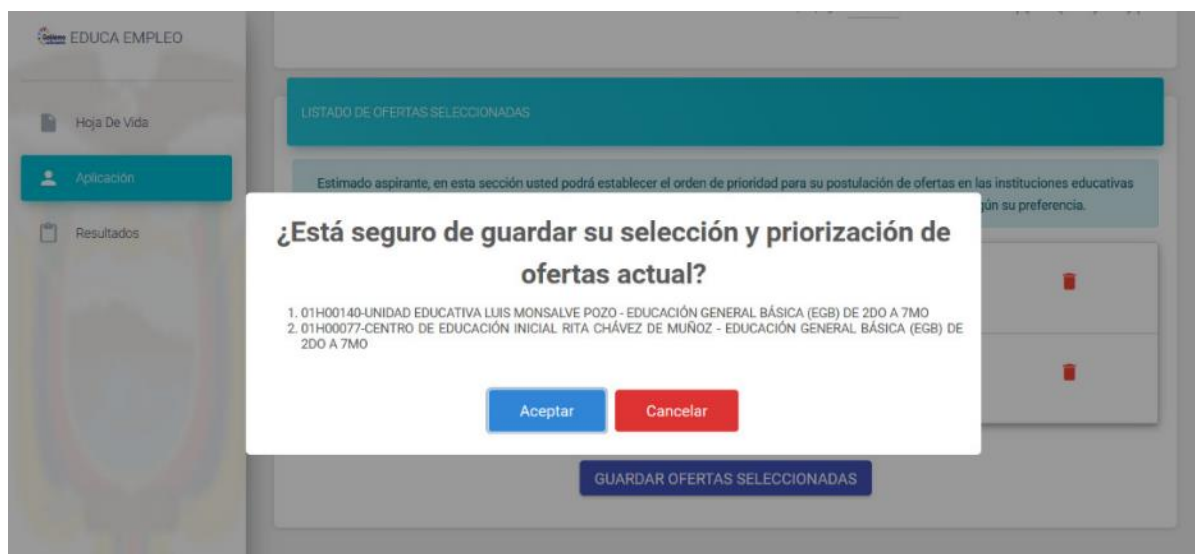 EDUCA EMPLEO
Hoja De Vida
Aplicación
Resultados
LISTADO DE OFERTAS SELECCIONADAS
Estimado aspirante, en esta sección usted podrá establecer el orden de prioridad para su postulación de ofertas en las instituciones educativas
su preferencia.
¿Está seguro de guardar su selección y priorización de
ofertas actual?
1. 01H00140-UNIDAD EDUCATIVA LUIS MONSALVE POZO - EDUCACIÓN GENERAL BÁSICA (EGB) DE 2DO A 7MO
2. 01H00077-CENTRO DE EDUCACIÓN INICIAL RITA CHÁVEZ DE MUÑOZ - EDUCACIÓN GENERAL BÁSICA (EGB) DE
2DO A 7MO
Aceptar Cancelar
GUARDAR OFERTAS SELECCIONADAS